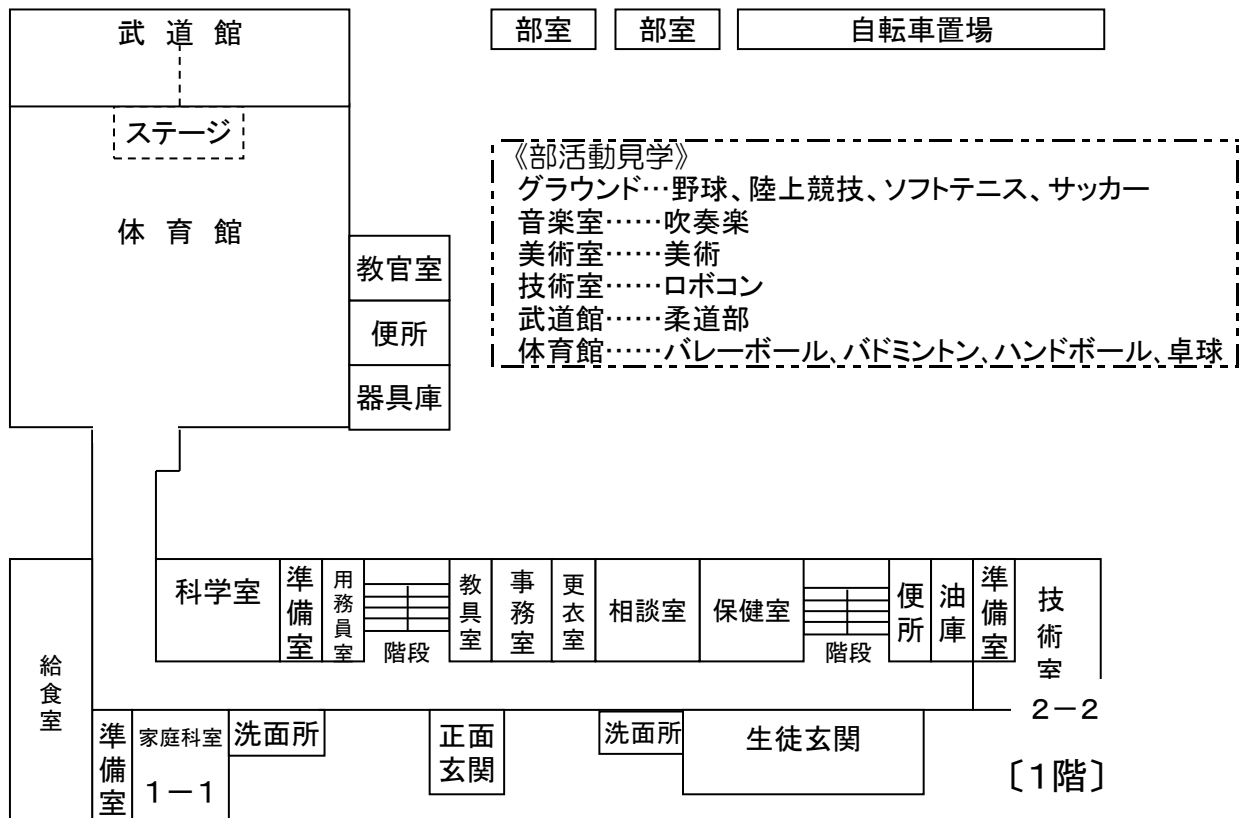 武道館
部室
部室
自転車置場
ステージ
体育館
教官室
便所
器具庫
《部活動見学》
グラウンド…野球、陸上競技、ソフトテニス、サッカー
音楽室……吹奏楽
美術室……美術
技術室……ロボコン
武道館……柔道部
体育館……バレーボール、バドミントン、ハンドボール、卓球
給食室
科学室
準備室
用務員室
階段
教具室
事務室
更衣室
相談室
保健室
階段
便所
油庫
準備室
技術室
2-2
準備室
家庭科室
1-1
洗面所
正面
玄関
洗面所
生徒玄関
〔1階〕